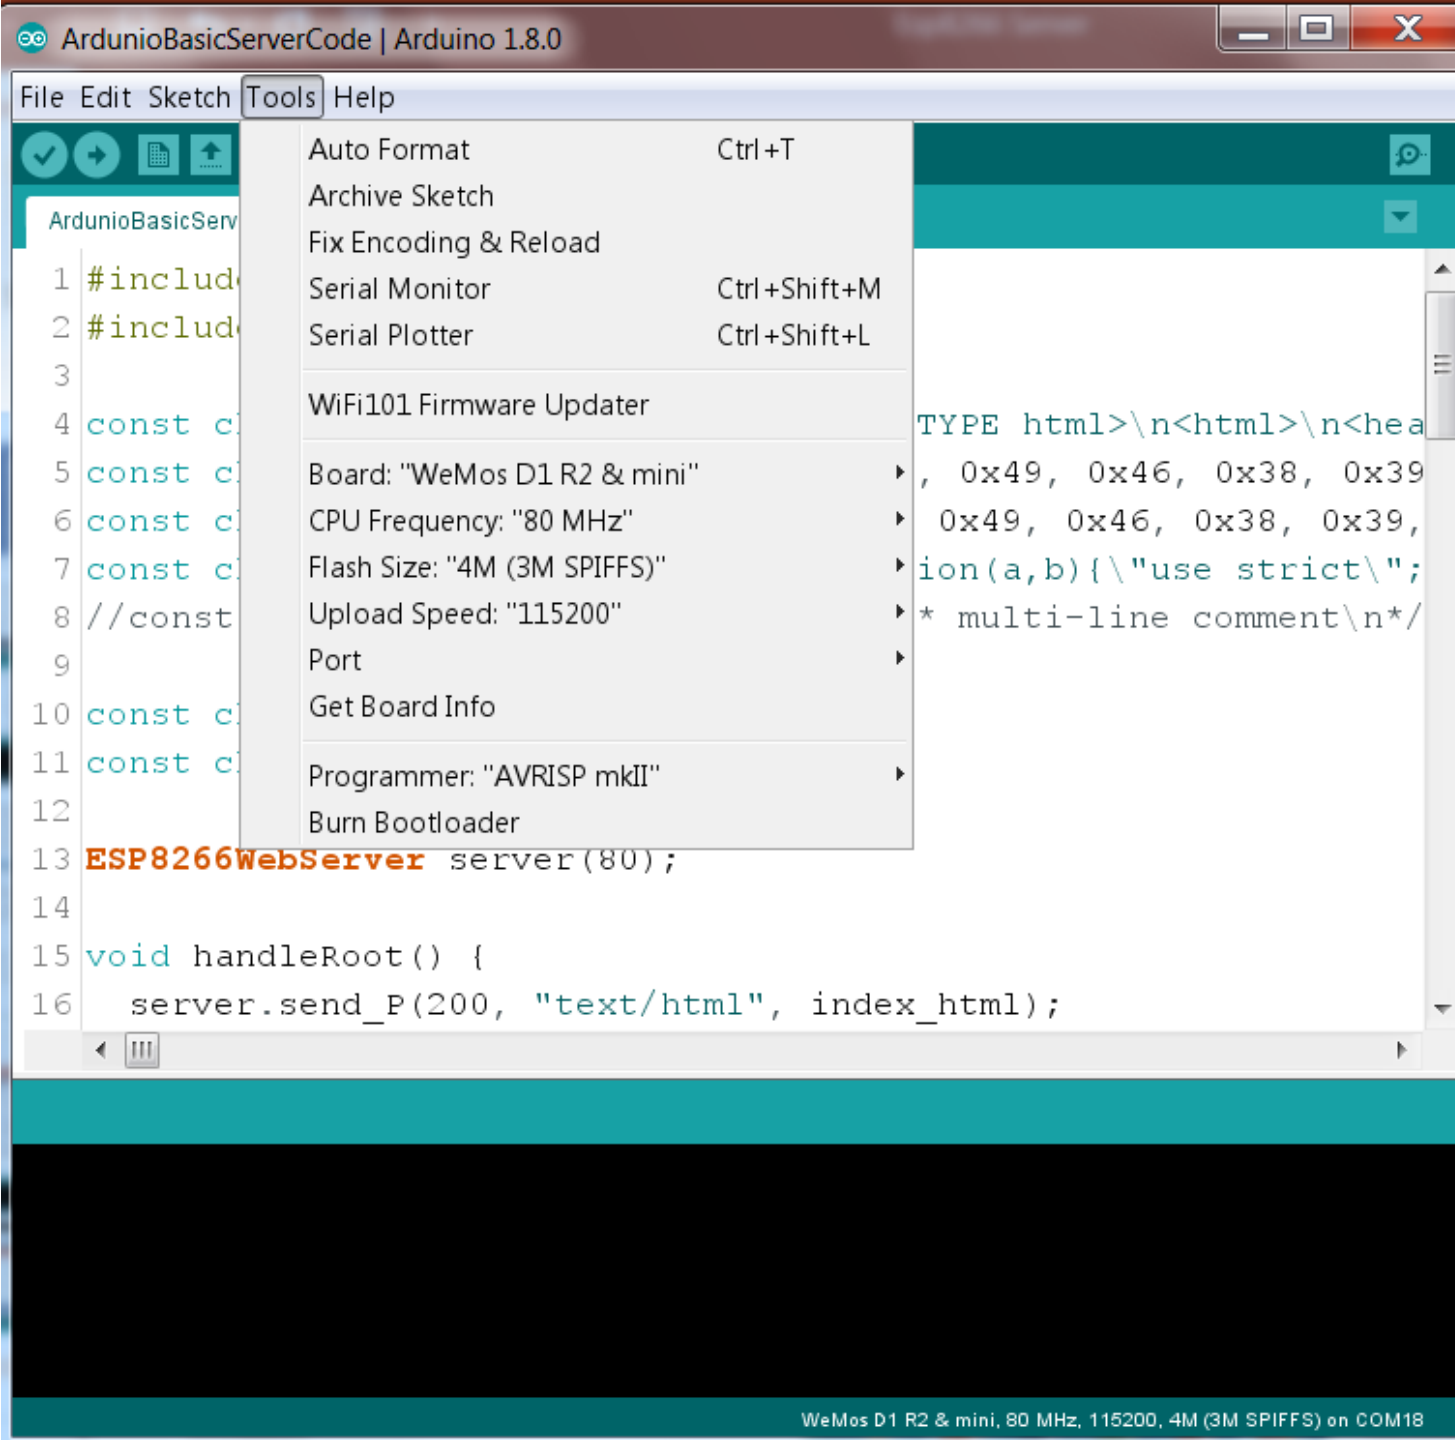 ArdunioBasicServerCode | Arduino 1.8.0
File Edit Sketch Tools Help
Auto Format Ctrl+T
Archive Sketch
Fix Encoding & Reload
Serial Monitor Ctrl+Shift+M
Serial Plotter Ctrl+Shift+L
WiFi101 Firmware Updater
Board: "WeMos D1 R2 & mini"
CPU Frequency: "80 MHz"
Flash Size: "4M (3M SPIFFS)"
Upload Speed: "115200"
Port
Get Board Info
Programmer: "AVRISP mkII"
Burn Bootloader
ArdunioBasicServ
1 #includ
2 #includ
3
4 const c TYPE html>\n<html>\n<hea
5 const c , 0x49, 0x46, 0x38, 0x39
6 const c 0x49, 0x46, 0x38, 0x39,
7 const c ion(a,b){\"use strict\";
8 //const * multi-line comment\n*/
9
10 const c
11 const c
12
13 ESP8266WebServer server(80);
14
15 void handleRoot() {
16 server.send_P(200, "text/html", index_html);
WeMos D1 R2 & mini, 80 MHz, 115200, 4M (3M SPIFFS) on COM18